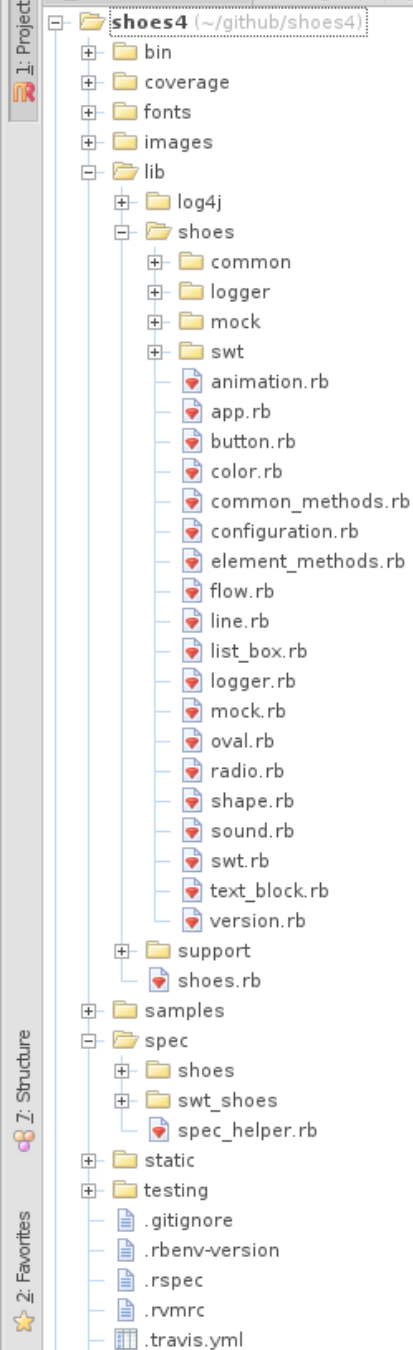 1: Project
shoes4 (~/github/shoes4)
bin
coverage
fonts
images
lib
log4j
shoes
common
logger
mock
swt
animation.rb
app.rb
button.rb
color.rb
common_methods.rb
configuration.rb
element_methods.rb
flow.rb
line.rb
list_box.rb
logger.rb
mock.rb
oval.rb
radio.rb
shape.rb
sound.rb
swt.rb
text_block.rb
version.rb
support
shoes.rb
samples
spec
shoes
swt_shoes
spec_helper.rb
static
testing
.gitignore
.rbenv-version
.rspec
.rvmrc
.travis.yml
7: Structure
2: Favorites